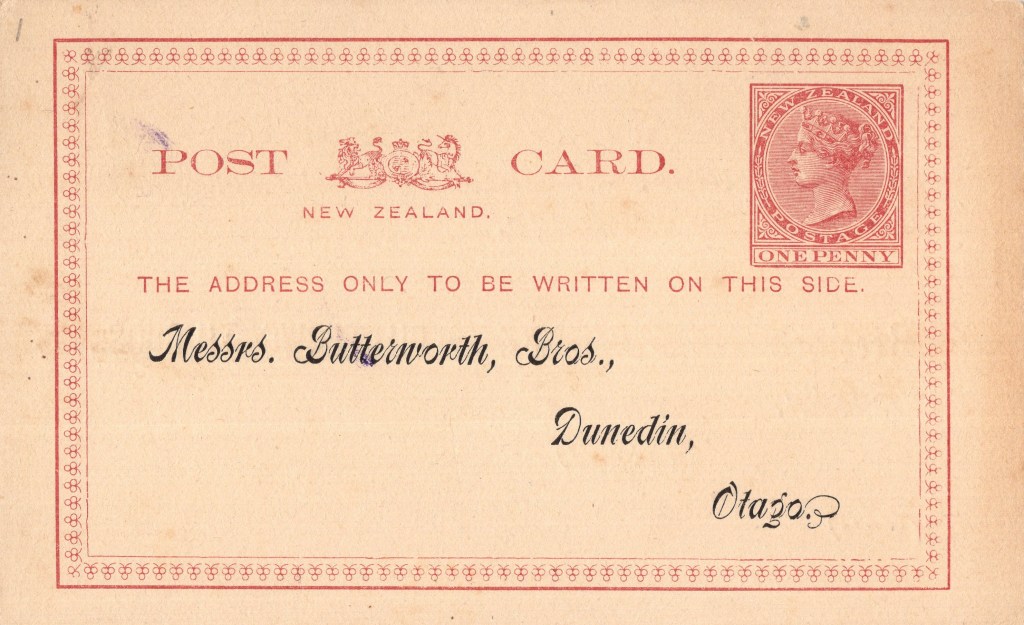 POST CARD.
NEW ZEALAND.
NEW ZEALAND
POSTAGE
ONE PENNY
THE ADDRESS ONLY TO BE WRITTEN ON THIS SIDE.
Messrs. Butterworth, Bros.,
Dunedin,
Otago.